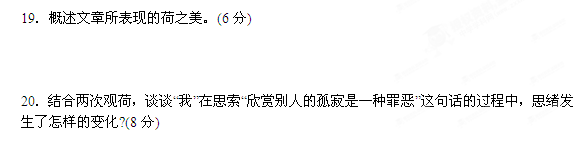 19．概述文章所表现的荷之美。(6 分)
20．结合两次观荷，谈谈“我”在思索“欣赏别人的孤寂是一种罪恶”这句话的过程中，思绪发
生了怎样的变化?(8 分)